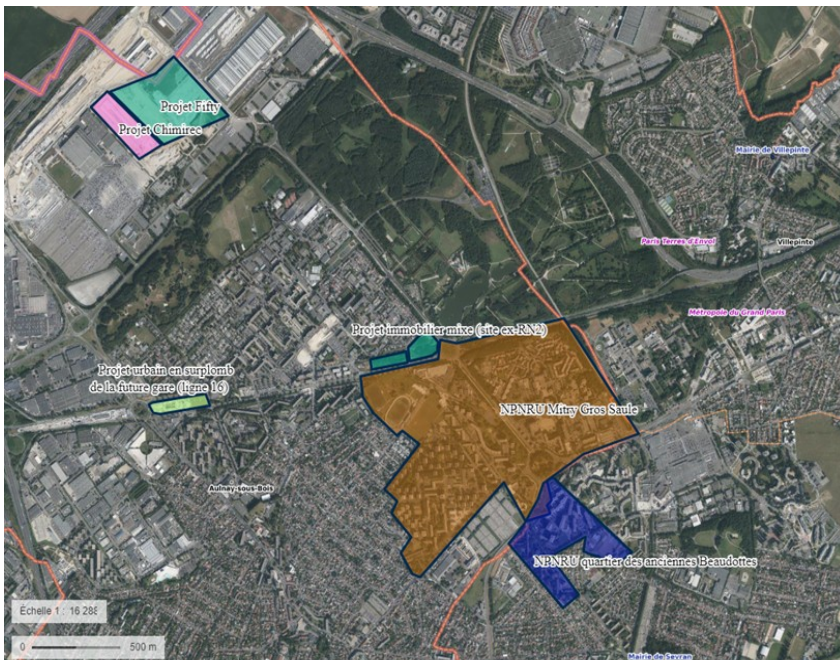 Projet Fifty
Projet Chimirec
Mairie de Villepinte
Paris Terres d'Envol
Villepinte
Métropole du Grand Paris
Projet immobilier mixe (site ex-RN2)
Projet urbain en surplomb
de la future gare (ligne 16)
NPNRU Mitry Gros Saule
Aulnay-sous-Bois
NPNRU quartier des anciennes Beaudottes
Échelle 1 : 16 288
0 500 m
Mairie de Sevran